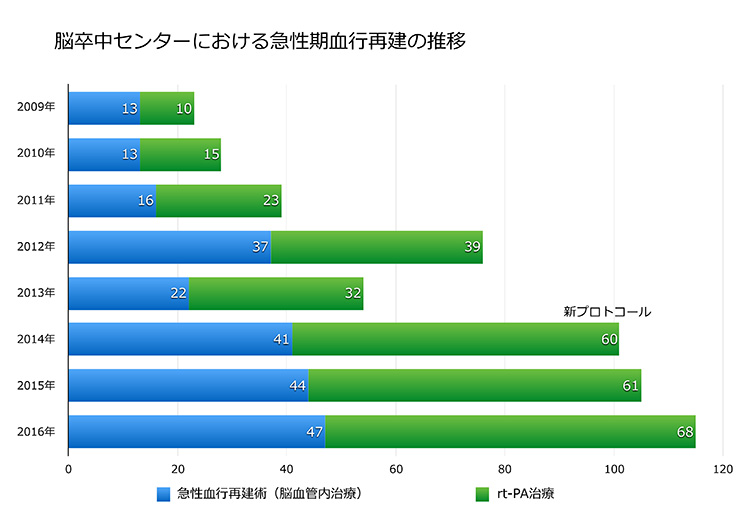 脳卒中センターにおける急性期血行再建の推移
2009年 13 10
2010年 13 15
2011年 16 23
2012年 37 39
2013年 22 32
新プロトコール
2014年 41 60
2015年 44 61
2016年 47 68
0 20 40 60 80 100 120
急性血行再建術（脳血管内治療） rt-PA治療